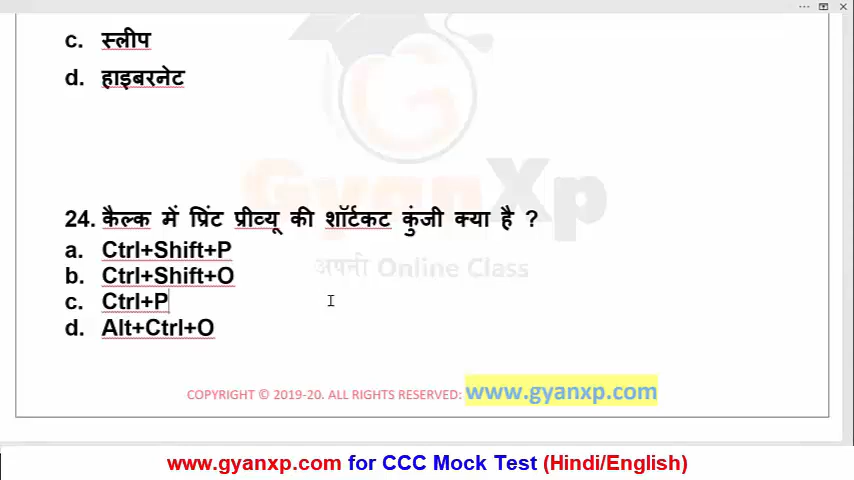 c. स्लीप
d. हाइबरनेट
GyanXp
24. कैल्क में प्रिंट प्रीव्यू की शॉर्टकट कुंजी क्या है ?
a. Ctrl+Shift+P
अपनी Online Class
b. Ctrl+Shift+O
c. Ctrl+P
d. Alt+Ctrl+O
COPYRIGHT © 2019-20. ALL RIGHTS RESERVED: www.gyanxp.com
www.gyanxp.com for CCC Mock Test (Hindi/English)